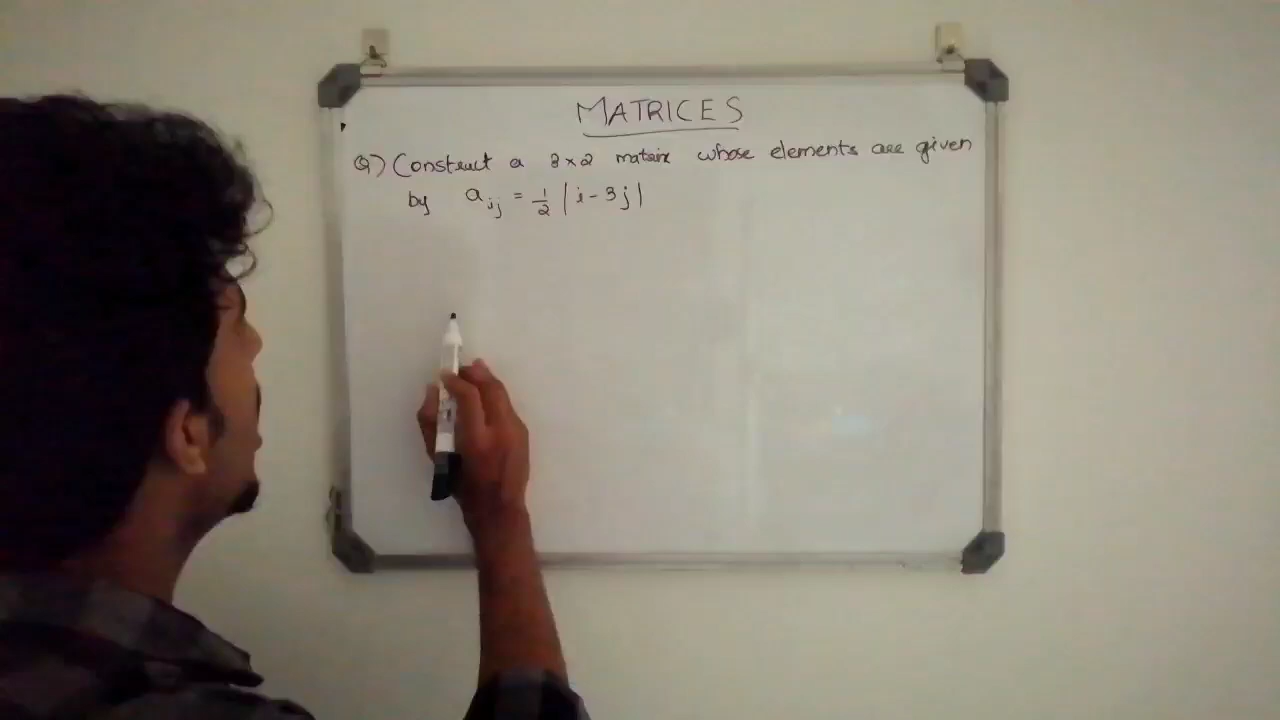 MATRICES
Q) Construct a 3×2 matrix whose elements are given
by a_ij = 1/2 |i - 3j|